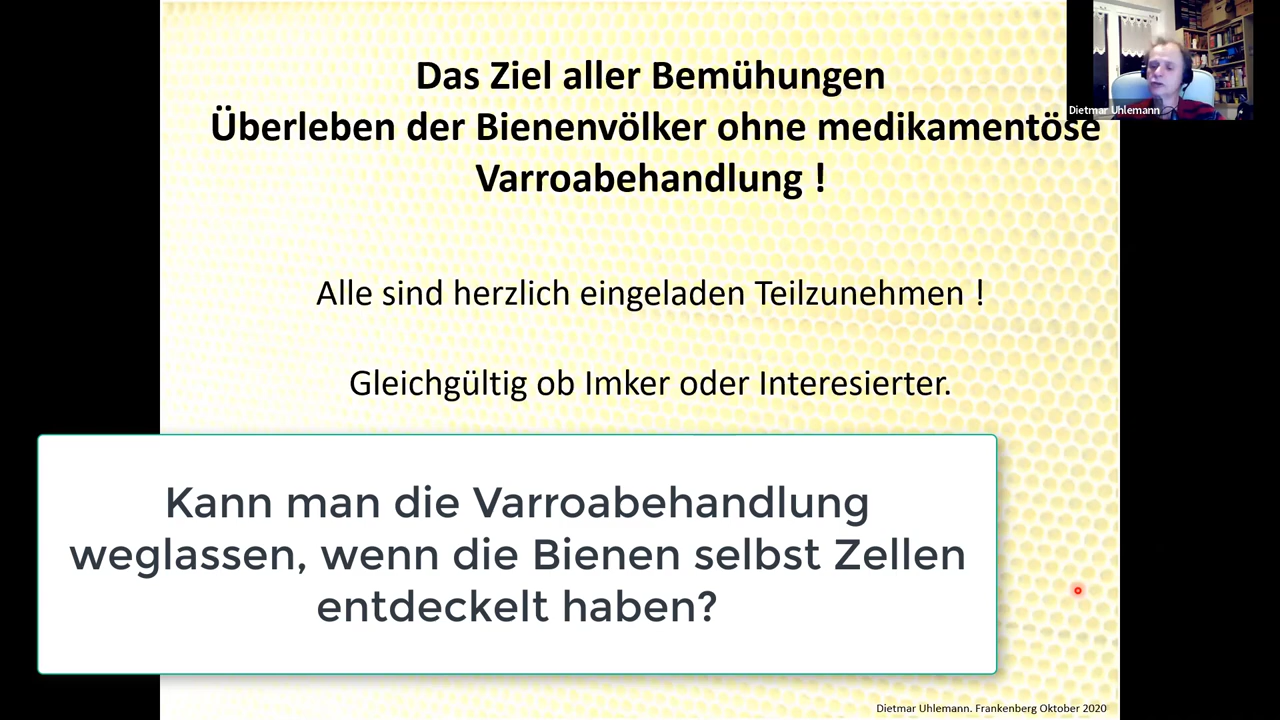 Das Ziel aller Bemühungen
Überleben der Bienenvölker ohne medikamentöse
Varroabehandlung !
Dietmar Uhlemann
Alle sind herzlich eingeladen Teilzunehmen !
Gleichgültig ob Imker oder Interesierter.
Kann man die Varroabehandlung
weglassen, wenn die Bienen selbst Zellen
entdeckelt haben?
Dietmar Uhlemann. Frankenberg Oktober 2020